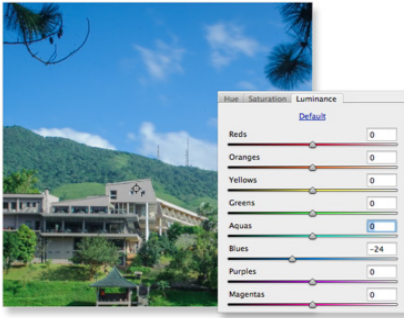 Hue Saturation Luminance
Default
Reds 0
Oranges 0
Yellows 0
Greens 0
Aquas 0
Blues -24
Purples 0
Magentas 0